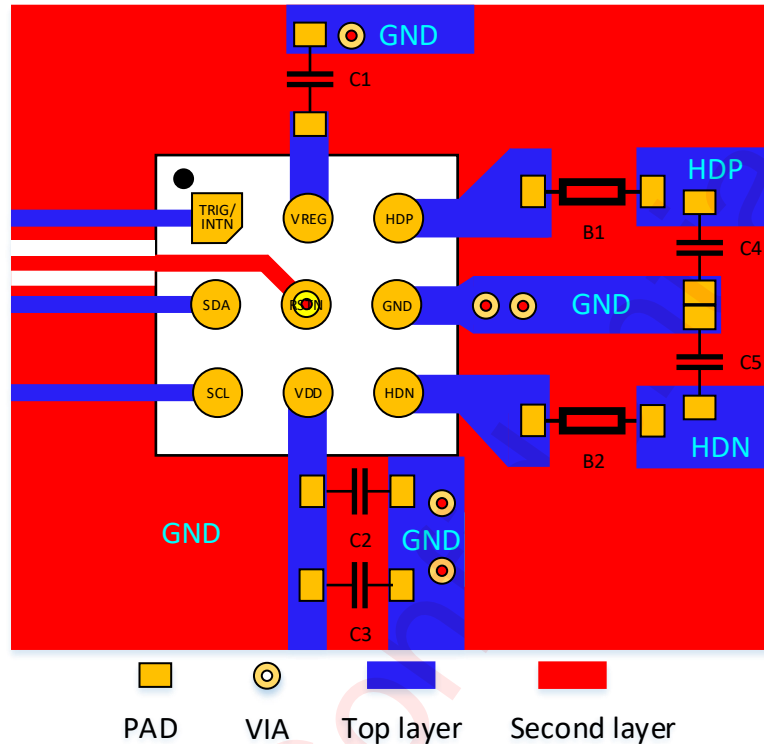 GND
C1
HDP
TRIG/
INTN
VREG
HDP
B1
C4
SDA
RSTN
GND
GND
C5
SCL
VDD
HDN
HDN
B2
GND
C2
GND
C3
PAD
VIA
Top layer
Second layer